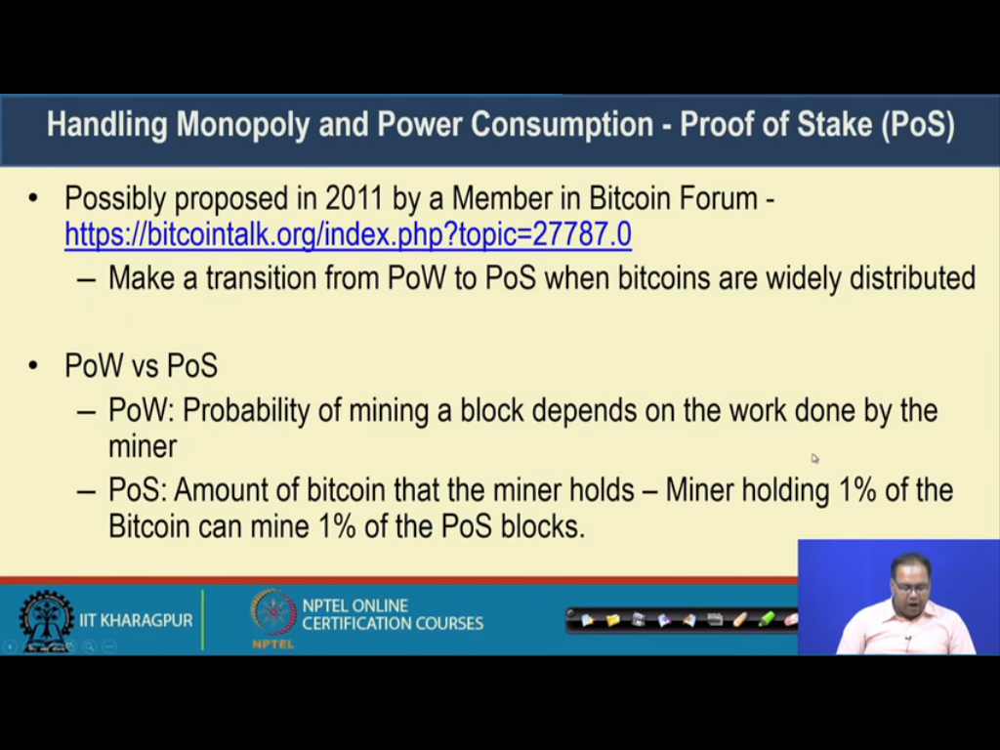 Handling Monopoly and Power Consumption - Proof of Stake (PoS)
• Possibly proposed in 2011 by a Member in Bitcoin Forum -
https://bitcointalk.org/index.php?topic=27787.0
– Make a transition from PoW to PoS when bitcoins are widely distributed
• PoW vs PoS
– PoW: Probability of mining a block depends on the work done by the
miner
– PoS: Amount of bitcoin that the miner holds – Miner holding 1% of the
Bitcoin can mine 1% of the PoS blocks.
IIT KHARAGPUR
NPTEL
NPTEL ONLINE
CERTIFICATION COURSES